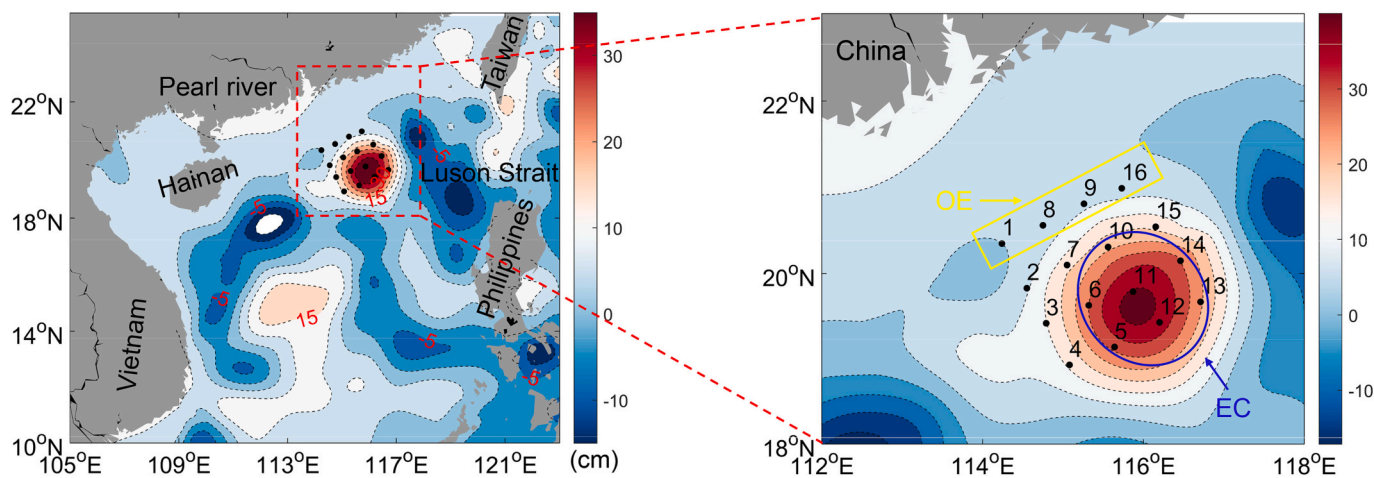 Pearl river
Taiwan
Hainan
Luson Strait
Philippines
Vietnam
-5
-5
-5
-5
-5
15
15
22°N
18°N
14°N
10°N
105°E
109°E
113°E
117°E
121°E
30
20
10
0
-10
(cm)
China
OE
EC
1
2
3
4
5
6
7
8
9
10
11
12
13
14
15
16
22°N
20°N
18°N
112°E
114°E
116°E
118°E
30
20
10
0
-10